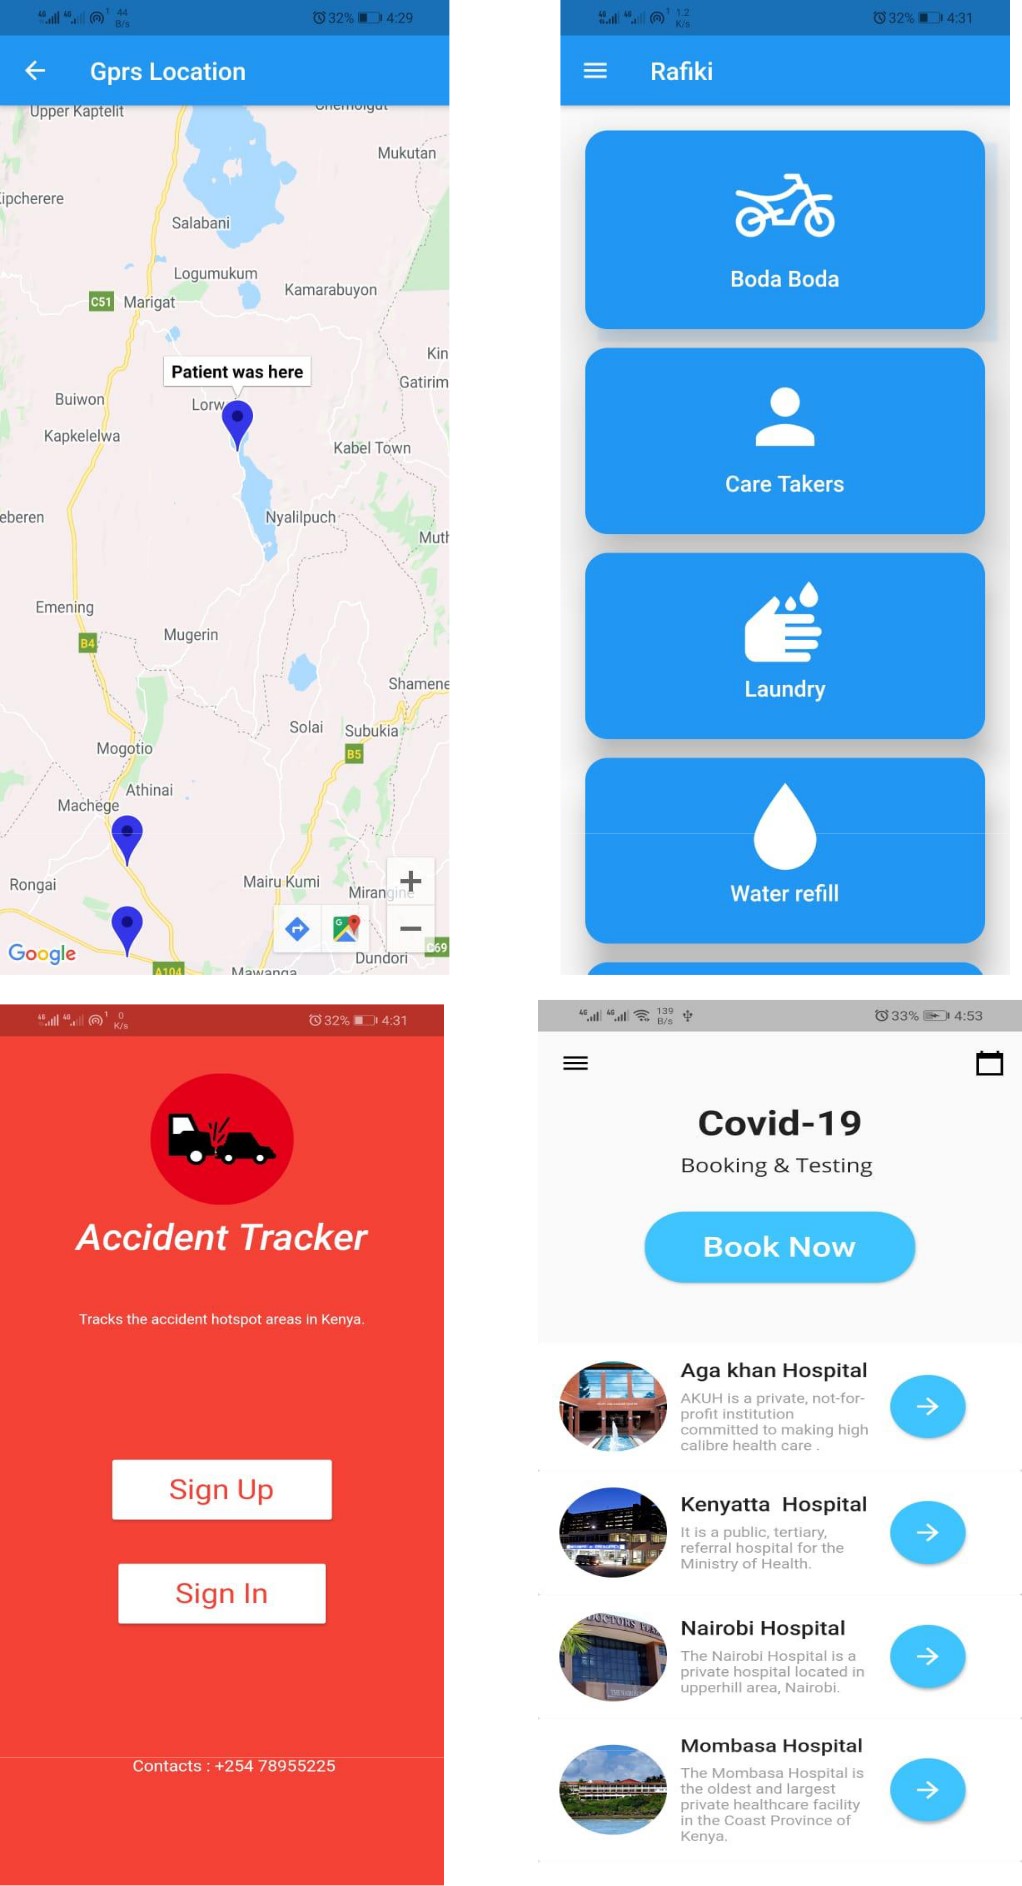 44
B/s
32%
4:29
Gprs Location
Upper Kaptelit
Chemolgut
Mukutan
Kipcherere
Salabani
Logumukum
Kamarabuyon
C51
Marigat
Patient was here
Kin
Gatirim
Buiwon
Lorw
Kapkelelwa
Kabel Town
eberen
Nyalilpuch
Muth
Emening
B4
Mugerin
Shamene
Solai
Subukia
B5
Mogotio
Athinai
Machege
Rongai
Mairu Kumi
Mirangine
Google
Dundori
C69
A104
Mawanga
1.2
K/s
32%
4:31
Rafiki
Boda Boda
Care Takers
Laundry
Water refill
0
K/s
32%
4:31
Accident Tracker
Tracks the accident hotspot areas in Kenya.
Sign Up
Sign In
Contacts : +254 78955225
139
B/s
33%
4:53
Covid-19
Booking & Testing
Book Now
Aga khan Hospital
AKUH is a private, not-for-
profit institution
committed to making high
calibre health care .
Kenyatta Hospital
It is a public, tertiary,
referral hospital for the
Ministry of Health.
Nairobi Hospital
The Nairobi Hospital is a
private hospital located in
upperhill area, Nairobi.
Mombasa Hospital
The Mombasa Hospital is
the oldest and largest
private healthcare facility
in the Coast Province of
Kenya.